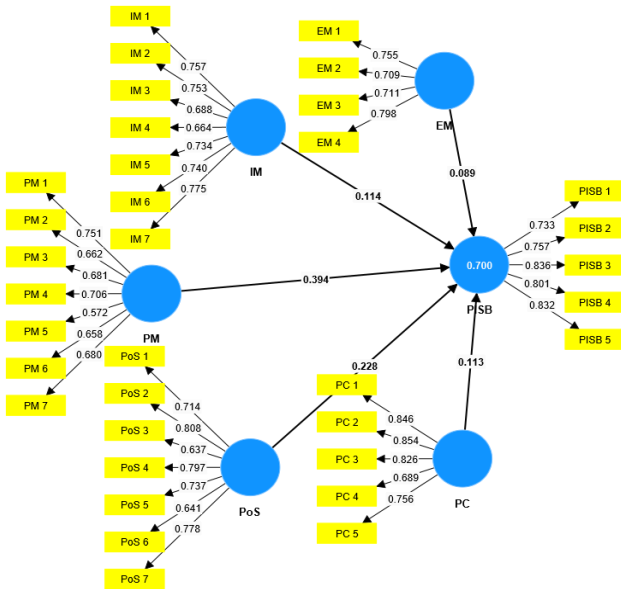 IM 1
IM 2
IM 3
IM 4
IM 5
IM 6
IM 7
0.757
0.753
0.688
0.664
0.734
0.740
0.775
IM
EM 1
EM 2
EM 3
EM 4
0.755
0.709
0.711
0.798
EM
0.089
0.114
PM 1
PM 2
PM 3
PM 4
PM 5
PM 6
PM 7
0.751
0.662
0.681
0.706
0.572
0.658
0.680
PM
0.394
0.700
PISB
0.733
0.757
0.836
0.801
0.832
PISB 1
PISB 2
PISB 3
PISB 4
PISB 5
PoS 1
PoS 2
PoS 3
PoS 4
PoS 5
PoS 6
PoS 7
0.714
0.808
0.637
0.797
0.737
0.641
0.778
PoS
0.228
0.113
PC 1
PC 2
PC 3
PC 4
PC 5
0.846
0.854
0.826
0.689
0.756
PC